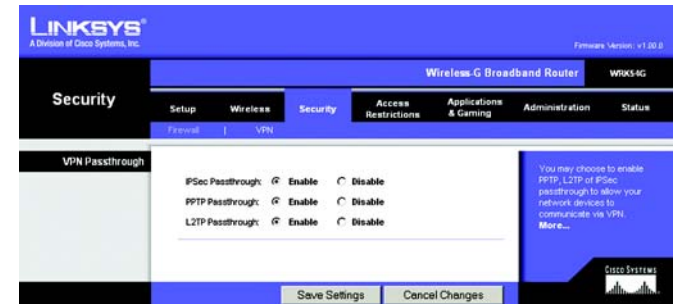 LINKSYS®
A Division of Cisco Systems, Inc.
Firmware Version: v1.00.0
Wireless-G Broadband Router WRK54G
Security
Setup Wireless Security Access Restrictions Applications & Gaming Administration Status
Firewall | VPN
VPN Passthrough
IPSec Passthrough: Enable Disable
PPTP Passthrough: Enable Disable
L2TP Passthrough: Enable Disable
You may choose to enable
PPTP, L2TP or IPSec
passthrough to allow your
network devices to
communicate via VPN.
More...
Save Settings Cancel Changes
CISCO SYSTEMS